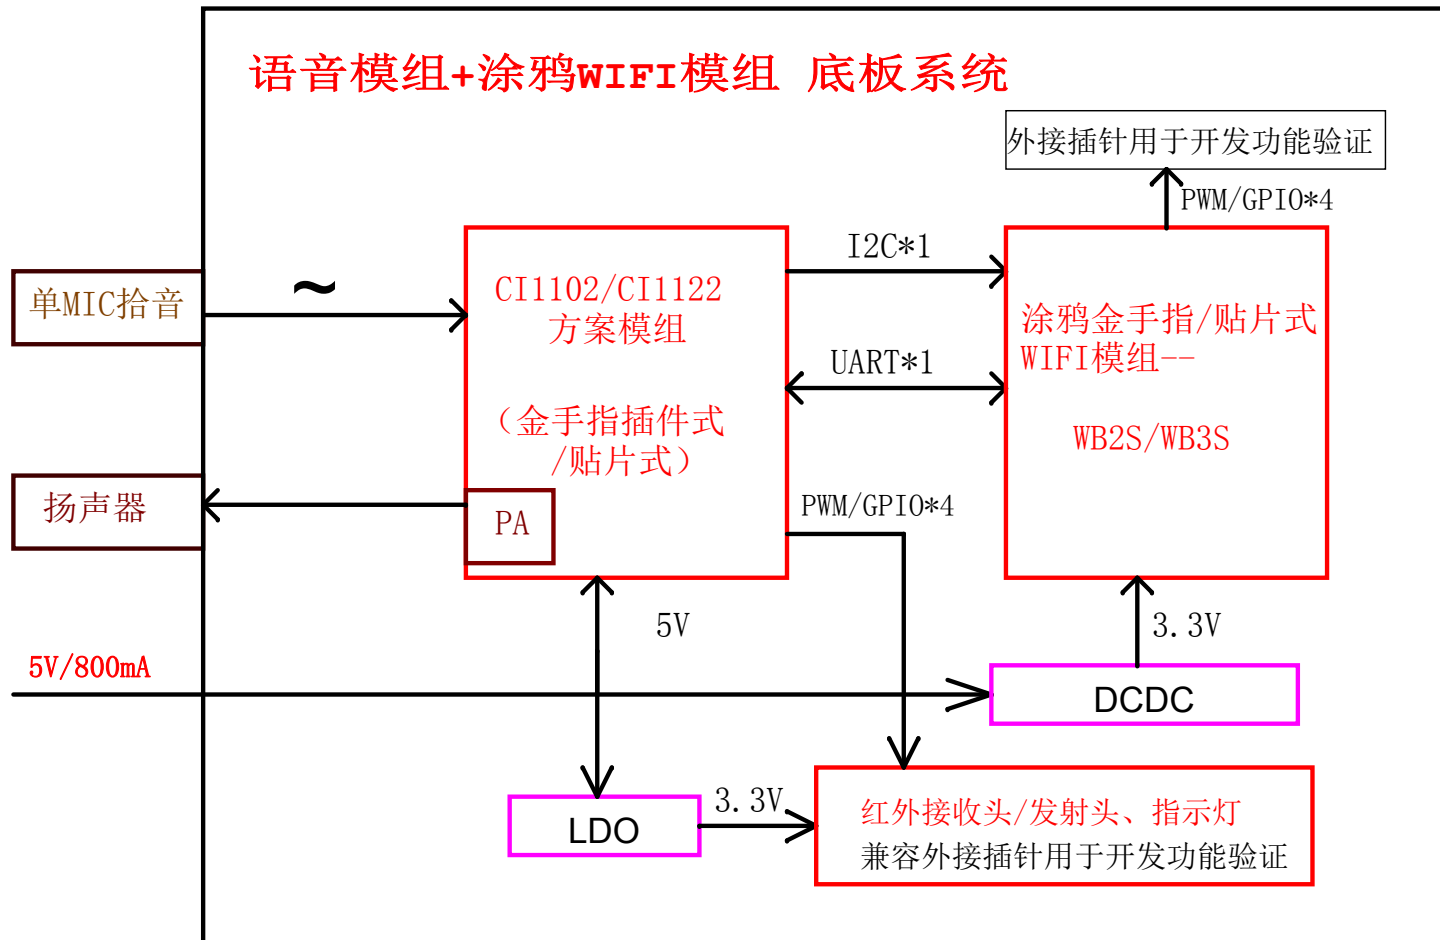 语音模组+涂鸦WIFI模组 底板系统
外接插针用于开发功能验证
PWM/GPIO*4
I2C*1
单MIC拾音
~
CI1102/CI1122
方案模组
(金手指插件式
/贴片式)
涂鸦金手指/贴片式
WIFI模组--
WB2S/WB3S
UART*1
扬声器
PA
PWM/GPIO*4
5V
3.3V
5V/800mA
DCDC
LDO
3.3V
红外接收头/发射头、指示灯
兼容外接插针用于开发功能验证